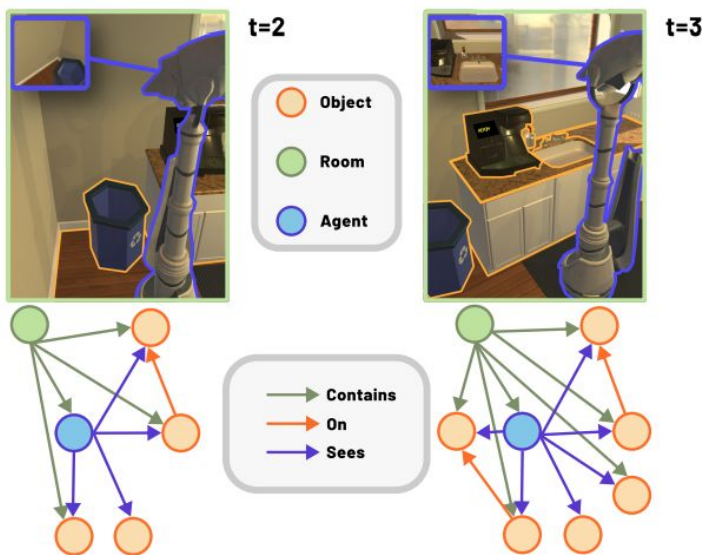 t=2
t=3
Object
Room
Agent
Contains
On
Sees